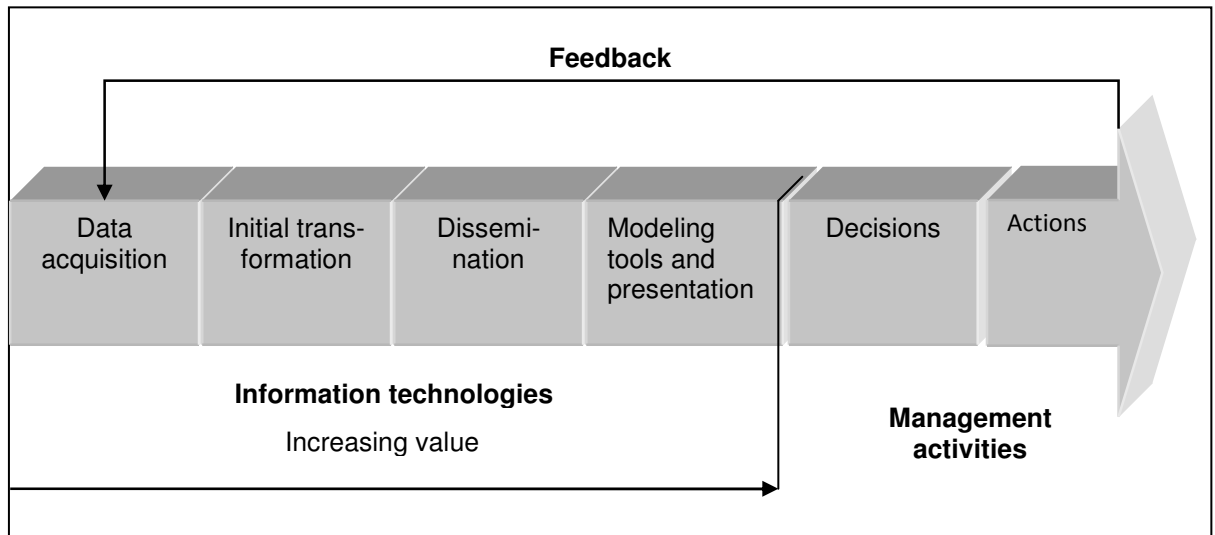 Feedback
Data
acquisition
Initial trans-
formation
Dissemi-
nation
Modeling
tools and
presentation
Decisions
Actions
Information technologies
Increasing value
Management
activities